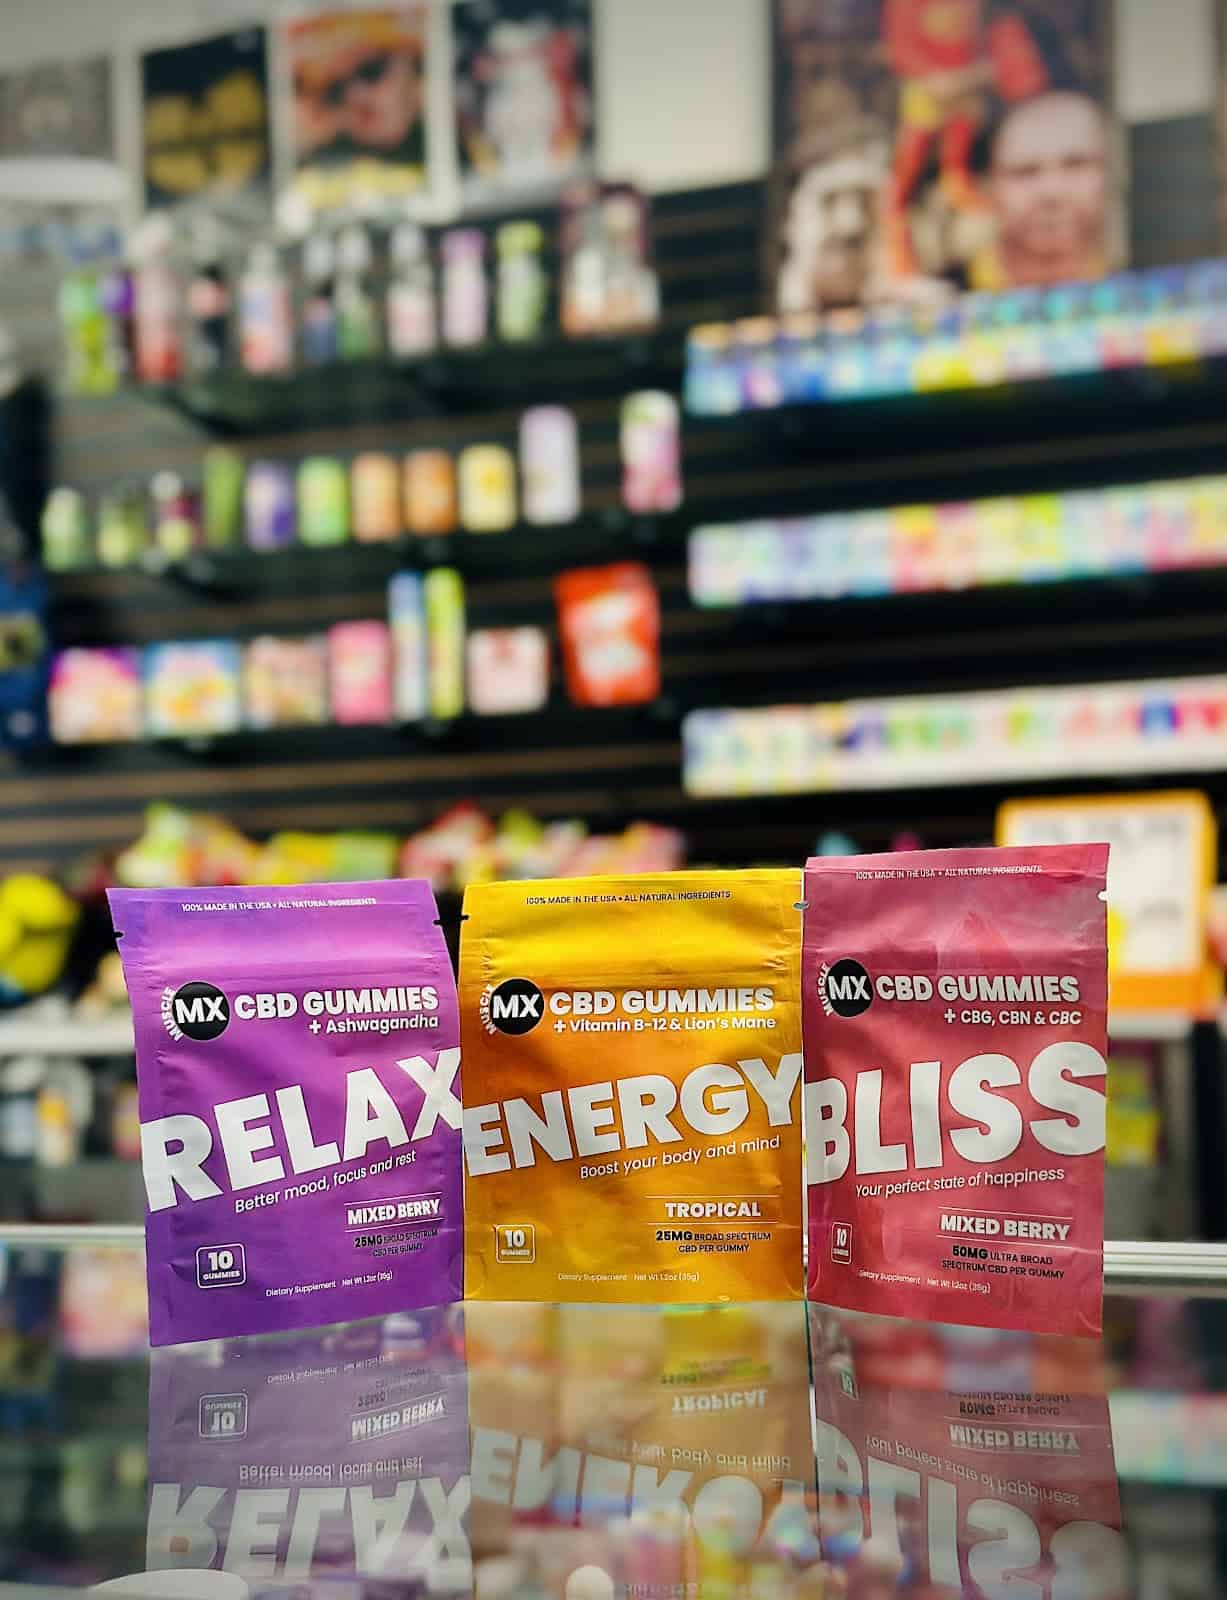 100% MADE IN THE USA • ALL NATURAL INGREDIENTS
MUSCLE MX CBD GUMMIES
+ Ashwagandha
RELAX
Better mood, focus and rest
MIXED BERRY
25MG BROAD SPECTRUM
CBD PER GUMMY
10
GUMMIES
Dietary Supplement Net Wt 1.2oz (35g)
100% MADE IN THE USA • ALL NATURAL INGREDIENTS
MUSCLE MX CBD GUMMIES
+ Vitamin B-12 & Lion's Mane
ENERGY
Boost your body and mind
TROPICAL
25MG BROAD SPECTRUM
CBD PER GUMMY
10
GUMMIES
Dietary Supplement Net Wt 1.2oz (35g)
100% MADE IN THE USA • ALL NATURAL INGREDIENTS
MUSCLE MX CBD GUMMIES
+ CBG, CBN & CBC
BLISS
Your perfect state of happiness
MIXED BERRY
50MG ULTRA BROAD
SPECTRUM CBD PER GUMMY
10
GUMMIES
Dietary Supplement Net Wt 1.2oz (35g)